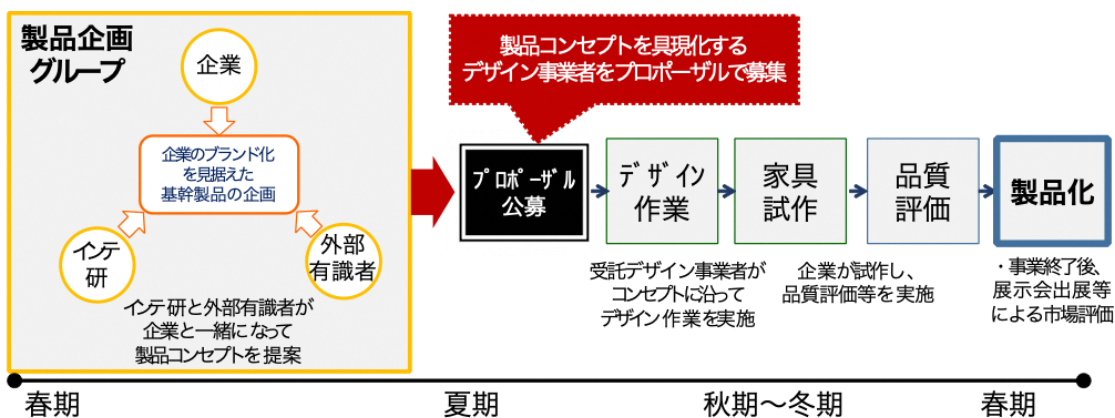 製品企画
グループ
企業
企業のブランド化
を見据えた
基幹製品の企画
インテ
研
外部
有識者
インテ研と外部有識者が
企業と一緒になって
製品コンセプトを提案
製品コンセプトを具現化する
デザイン事業者をプロポーザルで募集
ﾌﾟﾛﾎﾟｰｻﾞﾙ
公募
ﾃﾞｻﾞｲﾝ
作業
家具
試作
品質
評価
製品化
受託デザイン事業者が
コンセプトに沿って
デザイン作業を実施
企業が試作し、
品質評価等を実施
・事業終了後、
展示会出展等
による市場評価
春期
夏期
秋期～冬期
春期